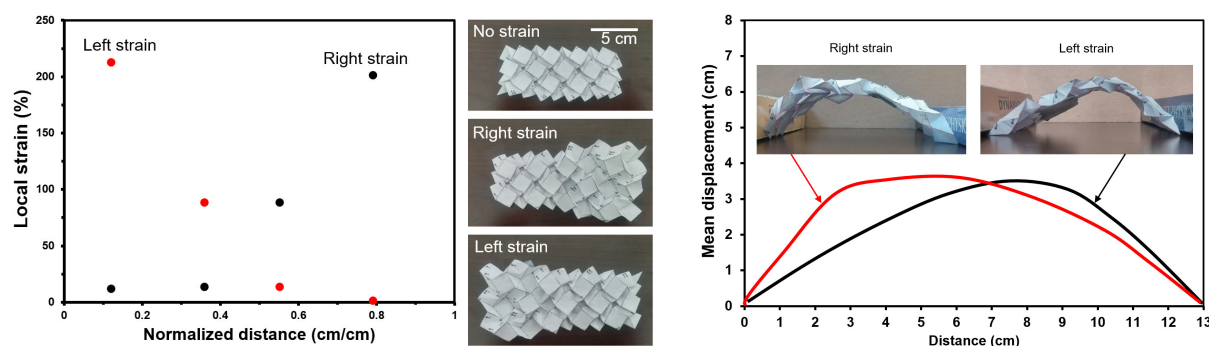 250
200
150
100
50
0
Local strain (%)
Left strain
Right strain
0 0.2 0.4 0.6 0.8 1
Normalized distance (cm/cm)
No strain
5 cm
Right strain
Left strain
8
7
6
5
4
3
2
1
0
Mean displacement (cm)
Right strain
Left strain
0 1 2 3 4 5 6 7 8 9 10 11 12 13
Distance (cm)